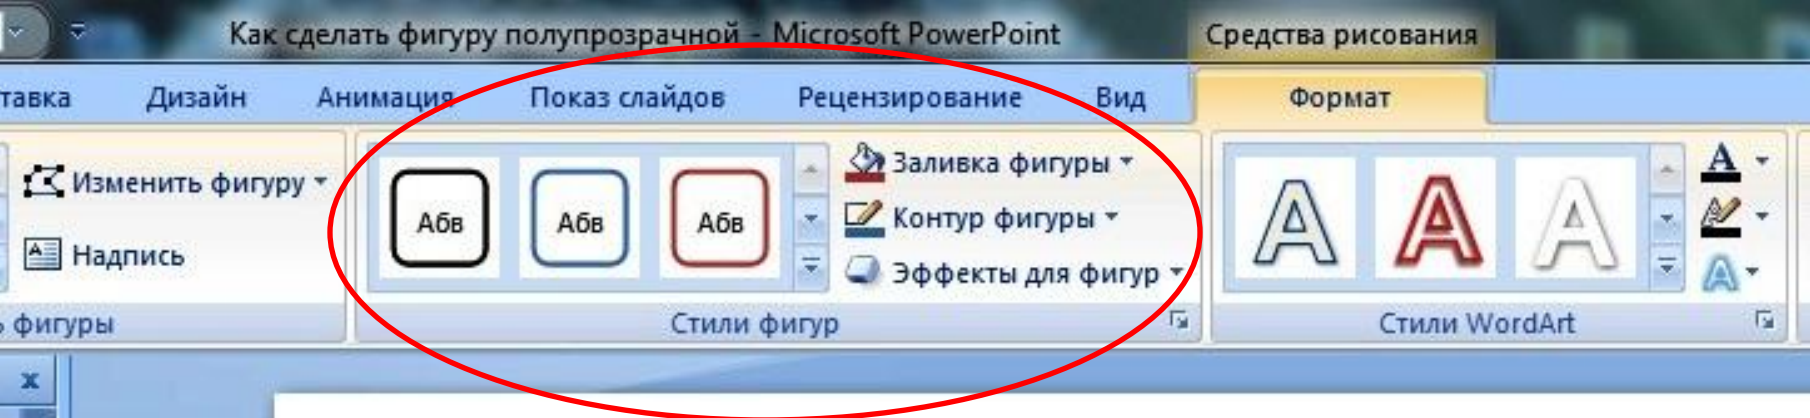 Как сделать фигуру полупрозрачной - Microsoft PowerPoint
Средства рисования
тавка Дизайн Анимация Показ слайдов Рецензирование Вид Формат
Изменить фигуру
Надпись
ь фигуры
Абв Абв Абв
Заливка фигуры
Контур фигуры
Эффекты для фигур
Стили фигур
A A A
A
A
Стили WordArt